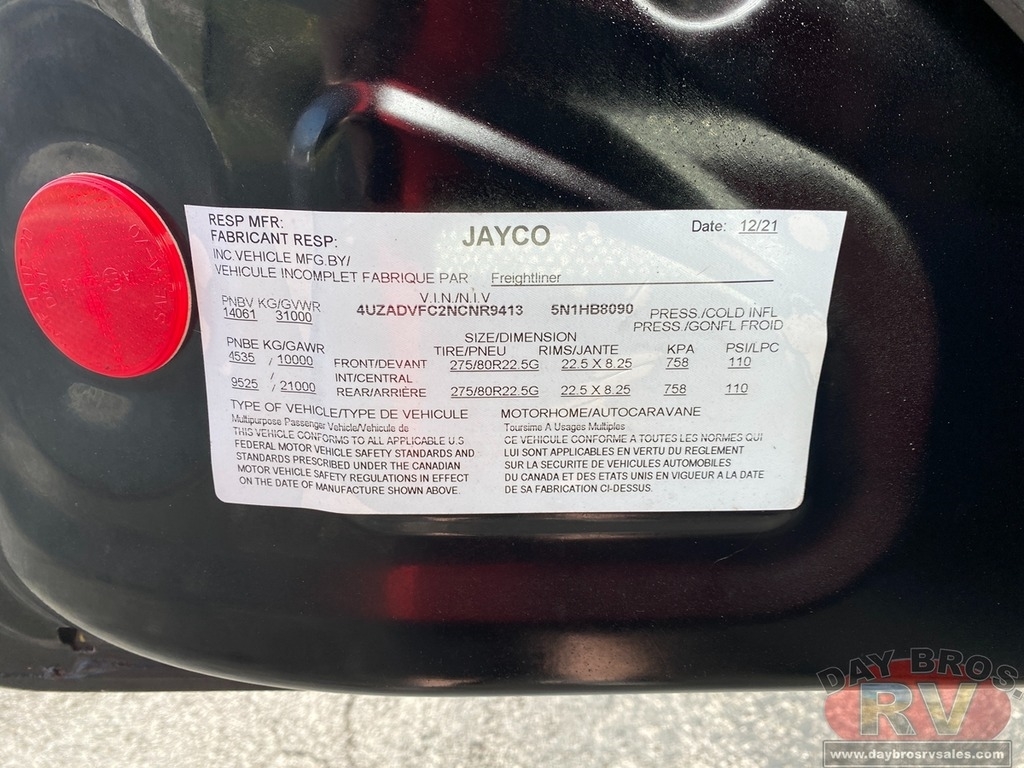 RESP MFR:
FABRICANT RESP:
JAYCO
Date: 12/21
INC.VEHICLE MFG.BY/
VEHICULE INCOMPLET FABRIQUE PAR Freightliner
V.I.N./N.I.V
PNBV KG/GVWR
14061 31000
4UZADVFC2NCNR9413 5N1HB8090
PRESS./COLD INFL
PRESS./GONFL FROID
SIZE/DIMENSION
PNBE KG/GAWR TIRE/PNEU RIMS/JANTE KPA PSI/LPC
4535 / 10000 FRONT/DEVANT 275/80R22.5G 22.5 X 8.25 758 110
/ INT/CENTRAL
9525 / 21000 REAR/ARRIÈRE 275/80R22.5G 22.5 X 8.25 758 110
TYPE OF VEHICLE/TYPE DE VEHICULE MOTORHOME/AUTOCARAVANE
Multipurpose Passenger Vehicle/Vehicule de Toursime A Usages Multiples
THIS VEHICLE CONFORMS TO ALL APPLICABLE U.S
FEDERAL MOTOR VEHICLE SAFETY STANDARDS AND
STANDARDS PRESCRIBED UNDER THE CANADIAN
MOTOR VEHICLE SAFETY REGULATIONS IN EFFECT
ON THE DATE OF MANUFACTURE SHOWN ABOVE.
CE VEHICULE CONFORME A TOUTES LES NORMES QUI
LUI SONT APPLICABLES EN VERTU DU REGLEMENT
SUR LA SECURITE DE VEHICULES AUTOMOBILES
DU CANADA ET DES ETATS UNIS EN VIGUEUR A LA DATE
DE SA FABRICATION CI-DESSUS.
DAY BROS.
RV
www.daybrosrvsales.com